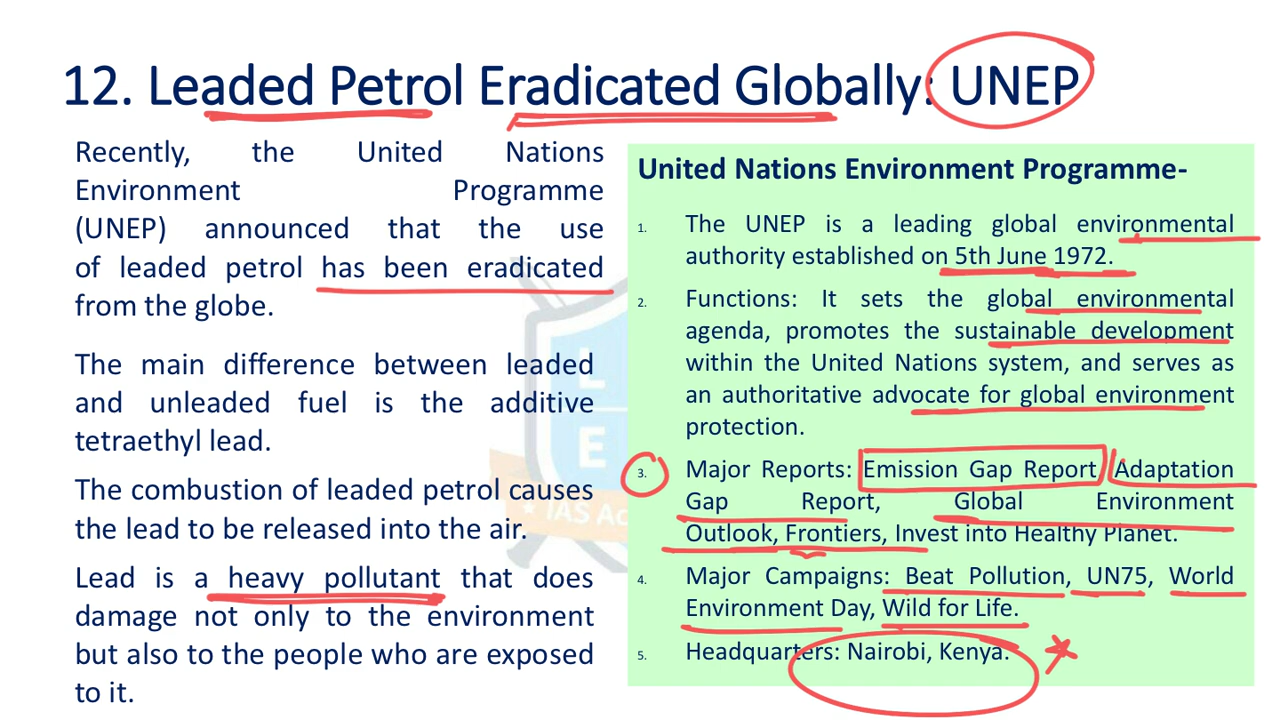 12. Leaded Petrol Eradicated Globally: UNEP
Recently, the United Nations
Environment Programme
(UNEP) announced that the use
of leaded petrol has been eradicated
from the globe.
The main difference between leaded
and unleaded fuel is the additive
tetraethyl lead.
The combustion of leaded petrol causes
the lead to be released into the air.
Lead is a heavy pollutant that does
damage not only to the environment
but also to the people who are exposed
to it.
United Nations Environment Programme-
1. The UNEP is a leading global environmental
authority established on 5th June 1972.
2. Functions: It sets the global environmental
agenda, promotes the sustainable development
within the United Nations system, and serves as
an authoritative advocate for global environment
protection.
3. Major Reports: Emission Gap Report, Adaptation
Gap Report, Global Environment
Outlook, Frontiers, Invest into Healthy Planet.
4. Major Campaigns: Beat Pollution, UN75, World
Environment Day, Wild for Life.
5. Headquarters: Nairobi, Kenya.
L
E
IAS